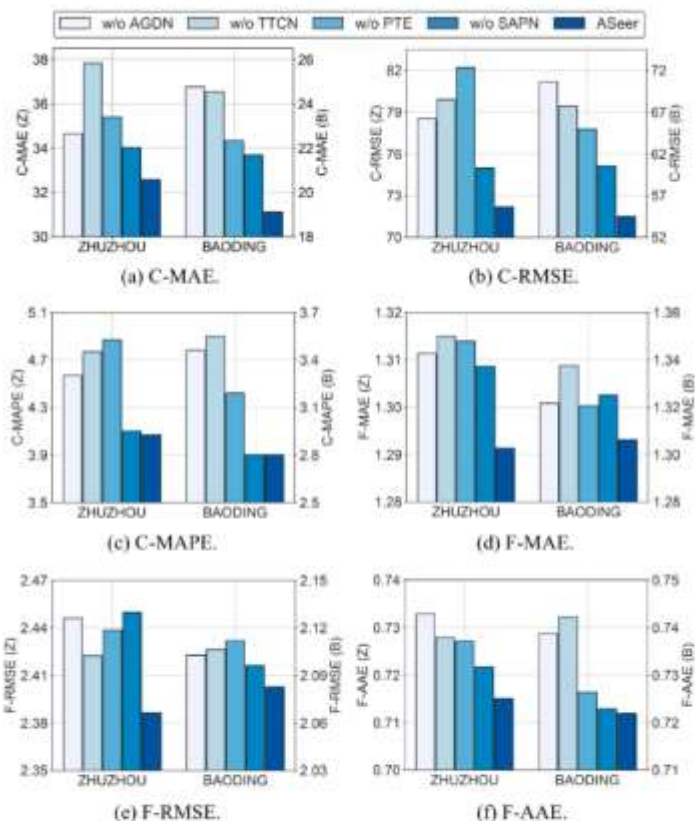 w/o AGDN w/o TTCN w/o PTE w/o SAPN ASeer
38 36 34 32 30
C-MAE (Z)
26 24 22 20 18
C-MAE (B)
ZHUZHOU BAODING
(a) C-MAE.
82 79 76 73 70
C-RMSE (Z)
72 67 62 57 52
C-RMSE (B)
ZHUZHOU BAODING
(b) C-RMSE.
5.1 4.7 4.3 3.9 3.5
C-MAPE (Z)
3.7 3.4 3.1 2.8 2.5
C-MAPE (B)
ZHUZHOU BAODING
(c) C-MAPE.
1.32 1.31 1.30 1.29 1.28
F-MAE (Z)
1.36 1.34 1.32 1.30 1.28
F-MAE (B)
ZHUZHOU BAODING
(d) F-MAE.
2.47 2.44 2.41 2.38 2.35
F-RMSE (Z)
2.15 2.12 2.09 2.06 2.03
F-RMSE (B)
ZHUZHOU BAODING
(e) F-RMSE.
0.74 0.73 0.72 0.71 0.70
F-AAE (Z)
0.75 0.74 0.73 0.72 0.71
F-AAE (B)
ZHUZHOU BAODING
(f) F-AAE.